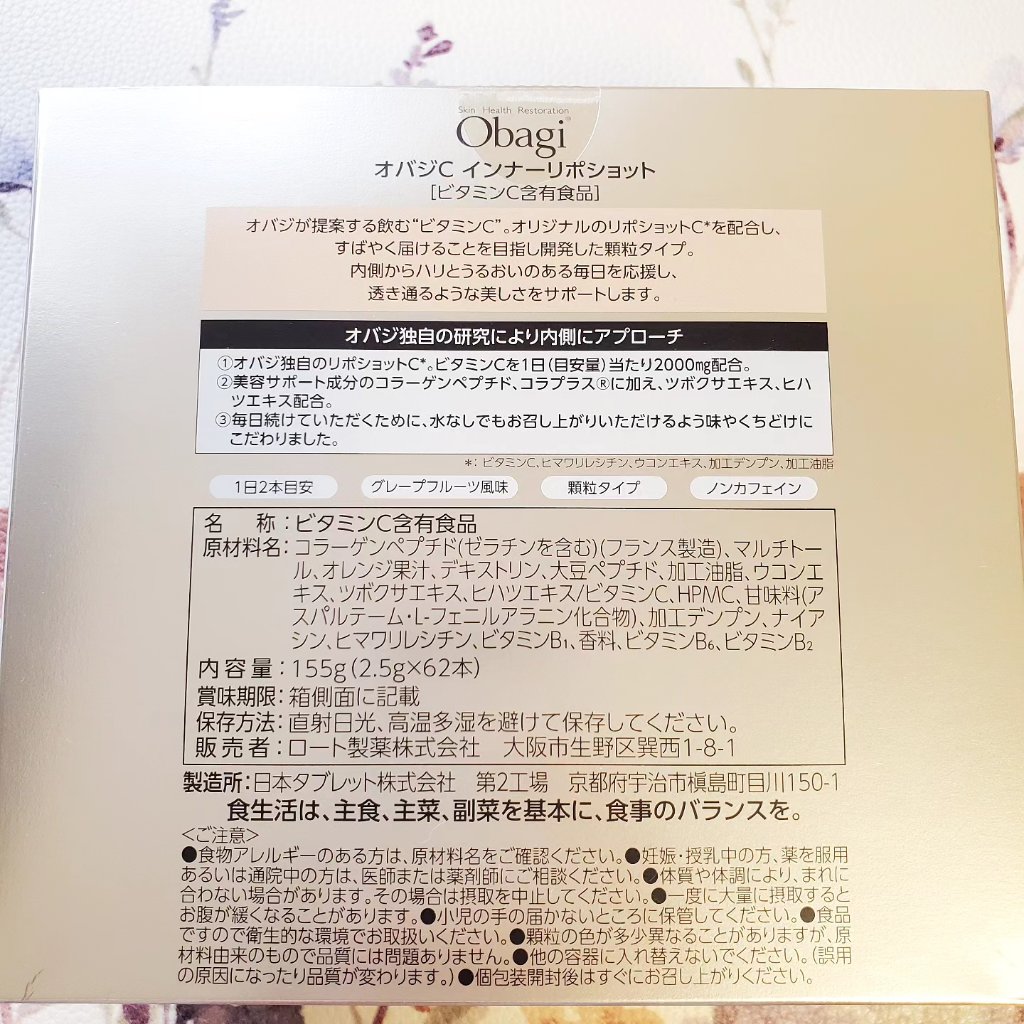 Skin Health Restoration
Obagi®
オバジC インナーリポショット
[ビタミンC含有食品]
オバジが提案する飲む“ビタミンC”。オリジナルのリポショットC*を配合し、
すばやく届けることを目指し開発した顆粒タイプ。
内側からハリとうるおいのある毎日を応援し、
透き通るような美しさをサポートします。
オバジ独自の研究により内側にアプローチ
①オバジ独自のリポショットC*。ビタミンCを1日(目安量)当たり2000mg配合。
②美容サポート成分のコラーゲンペプチド、コラプラス®に加え、ツボクサエキス、ヒハ
ツエキス配合。
③毎日続けていただくために、水なしでもお召し上がりいただけるよう味やくちどけに
こだわりました。
*: ビタミンC、ヒマワリレシチン、ウコンエキス、加工デンプン、加工油脂
1日2本目安 グレープフルーツ風味 顆粒タイプ ノンカフェイン
名 称:ビタミンC含有食品
原材料名:コラーゲンペプチド(ゼラチンを含む)(フランス製造)、マルチトー
ル、オレンジ果汁、デキストリン、大豆ペプチド、加工油脂、ウコンエ
キス、ツボクサエキス、ヒハツエキス/ビタミンC、HPMC、甘味料(ア
スパルテーム・L-フェニルアラニン化合物)、加工デンプン、ナイア
シン、ヒマワリレシチン、ビタミンB₁、香料、ビタミンB₆、ビタミンB₂
内容量:155g(2.5g×62本)
賞味期限:箱側面に記載
保存方法:直射日光、高温多湿を避けて保存してください。
販売者:ロート製薬株式会社 大阪市生野区巽西1-8-1
製造所:日本タブレット株式会社 第2工場 京都府宇治市槇島町目川150-1
食生活は、主食、主菜、副菜を基本に、食事のバランスを。
<ご注意>
●食物アレルギーのある方は、原材料名をご確認ください。●妊娠・授乳中の方、薬を服用
あるいは通院中の方は、医師または薬剤師にご相談ください。●体質や体調により、まれに
合わない場合があります。その場合は摂取を中止してください。●一度に大量に摂取すると
お腹が緩くなることがあります。●小児の手の届かないところに保管してください。●食品
ですので衛生的な環境でお取扱いください。●顆粒の色が多少異なることがありますが、原
材料由来のもので品質には問題ありません。●他の容器に入れ替えないでください。(誤用
の原因になったり品質が変わります。)●個包装開封後はすぐにお召し上がりください。